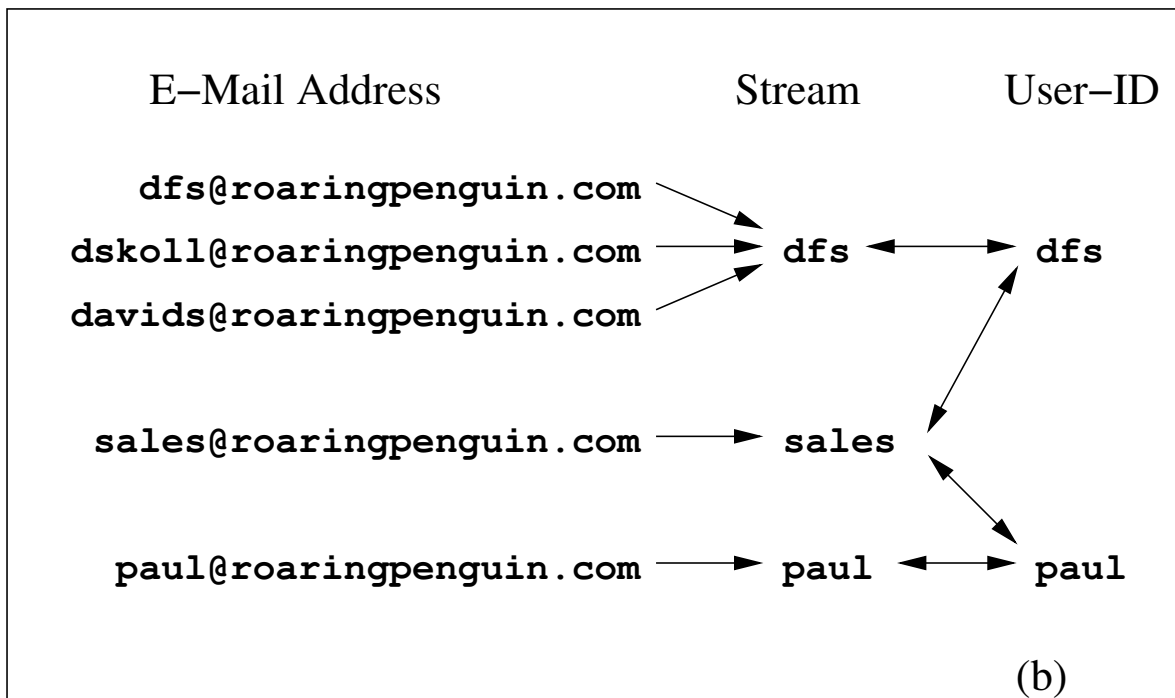 E−Mail Address Stream User−ID
dfs@roaringpenguin.com
dskoll@roaringpenguin.com dfs dfs
davids@roaringpenguin.com
sales@roaringpenguin.com sales
paul@roaringpenguin.com paul paul
(b)